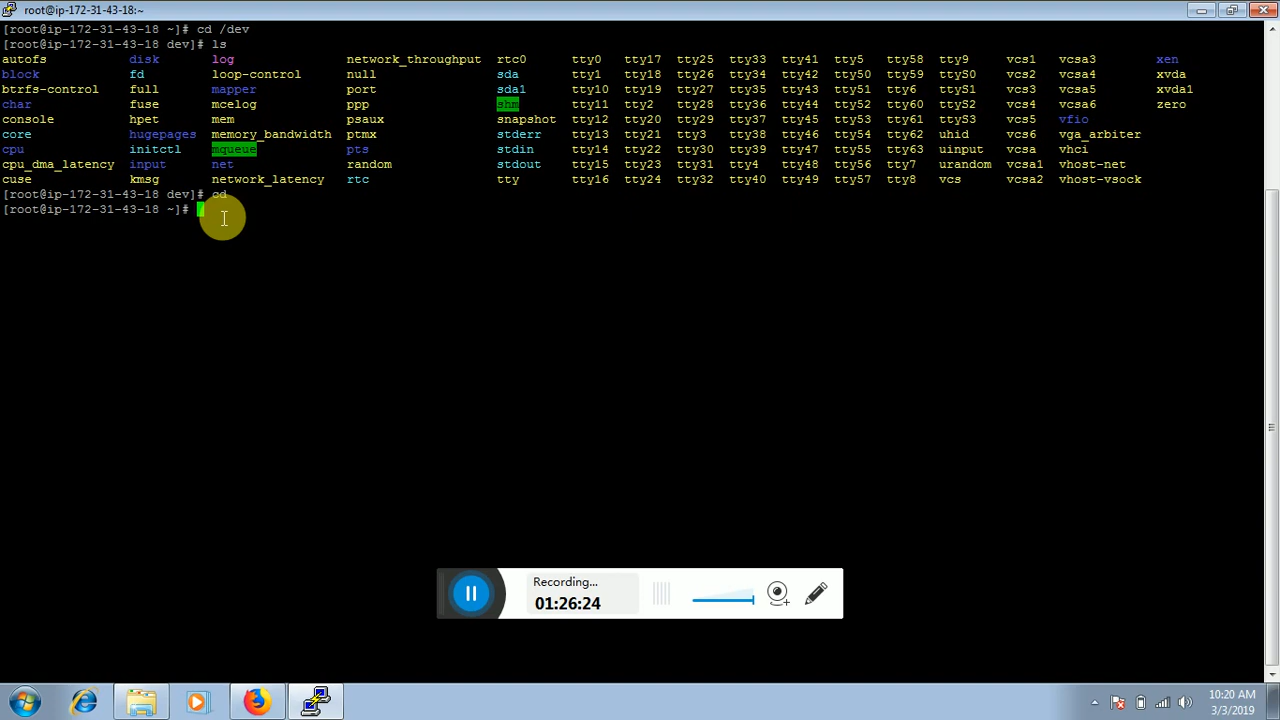 root@ip-172-31-43-18:~
[root@ip-172-31-43-18 ~]# cd /dev
[root@ip-172-31-43-18 dev]# ls
autofs disk log network_throughput rtc0 tty0 tty17 tty25 tty33 tty41 tty5 tty58 tty9 vcs1 vcsa3 xen
block fd loop-control null sda tty1 tty18 tty26 tty34 tty42 tty50 tty59 ttyS0 vcs2 vcsa4 xvda
btrfs-control full mapper port sda1 tty10 tty19 tty27 tty35 tty43 tty51 tty6 ttyS1 vcs3 vcsa5 xvda1
char fuse mcelog ppp shm tty11 tty2 tty28 tty36 tty44 tty52 tty60 ttyS2 vcs4 vcsa6 zero
console hpet mem psaux snapshot tty12 tty20 tty29 tty37 tty45 tty53 tty61 ttyS3 vcs5 vfio
core hugepages memory_bandwidth ptmx stderr tty13 tty21 tty3 tty38 tty46 tty54 tty62 uhid vcs6 vga_arbiter
cpu initctl mqueue pts stdin tty14 tty22 tty30 tty39 tty47 tty55 tty63 uinput vcsa vhci
cpu_dma_latency input net random stdout tty15 tty23 tty31 tty4 tty48 tty56 tty7 urandom vcsa1 vhost-net
cuse kmsg network_latency rtc tty tty16 tty24 tty32 tty40 tty49 tty57 tty8 vcs vcsa2 vhost-vsock
[root@ip-172-31-43-18 dev]# cd
[root@ip-172-31-43-18 ~]#
Recording...
01:26:24
10:20 AM
3/3/2019